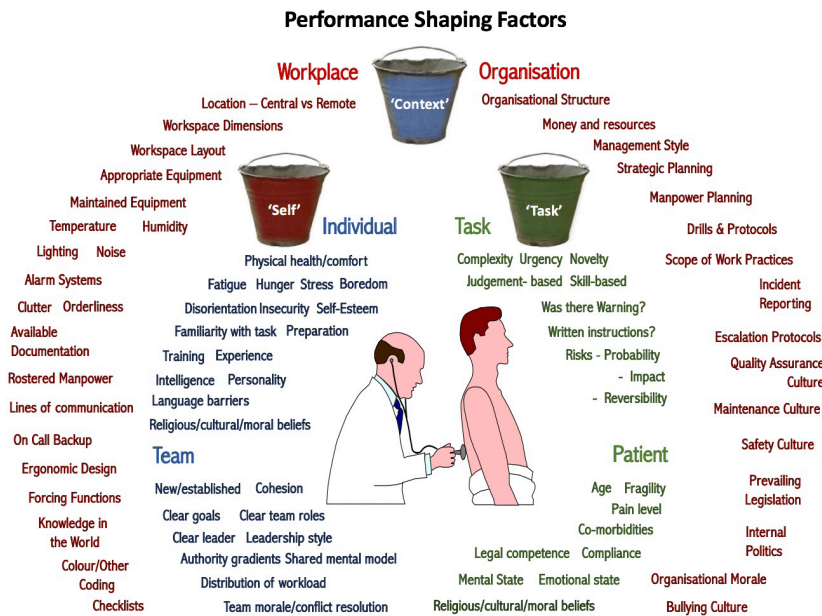 Performance Shaping Factors
Workplace
Organisation
'Context'
Location – Central vs Remote
Workspace Dimensions
Workspace Layout
Appropriate Equipment
Maintained Equipment
Temperature Humidity
Lighting Noise
Alarm Systems
Clutter Orderliness
Available
Documentation
Rostered Manpower
Lines of communication
On Call Backup
Ergonomic Design
Forcing Functions
Knowledge in
the World
Colour/Other
Coding
Checklists
Organisational Structure
Money and resources
Management Style
Strategic Planning
Manpower Planning
Drills & Protocols
Scope of Work Practices
Incident
Reporting
Escalation Protocols
Quality Assurance
Culture
Maintenance Culture
Safety Culture
Prevailing
Legislation
Internal
Politics
Organisational Morale
Bullying Culture
'Self'
Individual
Physical health/comfort
Fatigue Hunger Stress Boredom
Disorientation Insecurity Self-Esteem
Familiarity with task Preparation
Training Experience
Intelligence Personality
Language barriers
Religious/cultural/moral beliefs
Team
New/established Cohesion
Clear goals Clear team roles
Clear leader Leadership style
Authority gradients Shared mental model
Distribution of workload
Team morale/conflict resolution
'Task'
Task
Complexity Urgency Novelty
Judgement- based Skill-based
Was there Warning?
Written instructions?
Risks - Probability
- Impact
- Reversibility
Patient
Age Fragility
Pain level
Co-morbidities
Legal competence Compliance
Mental State Emotional state
Religious/cultural/moral beliefs